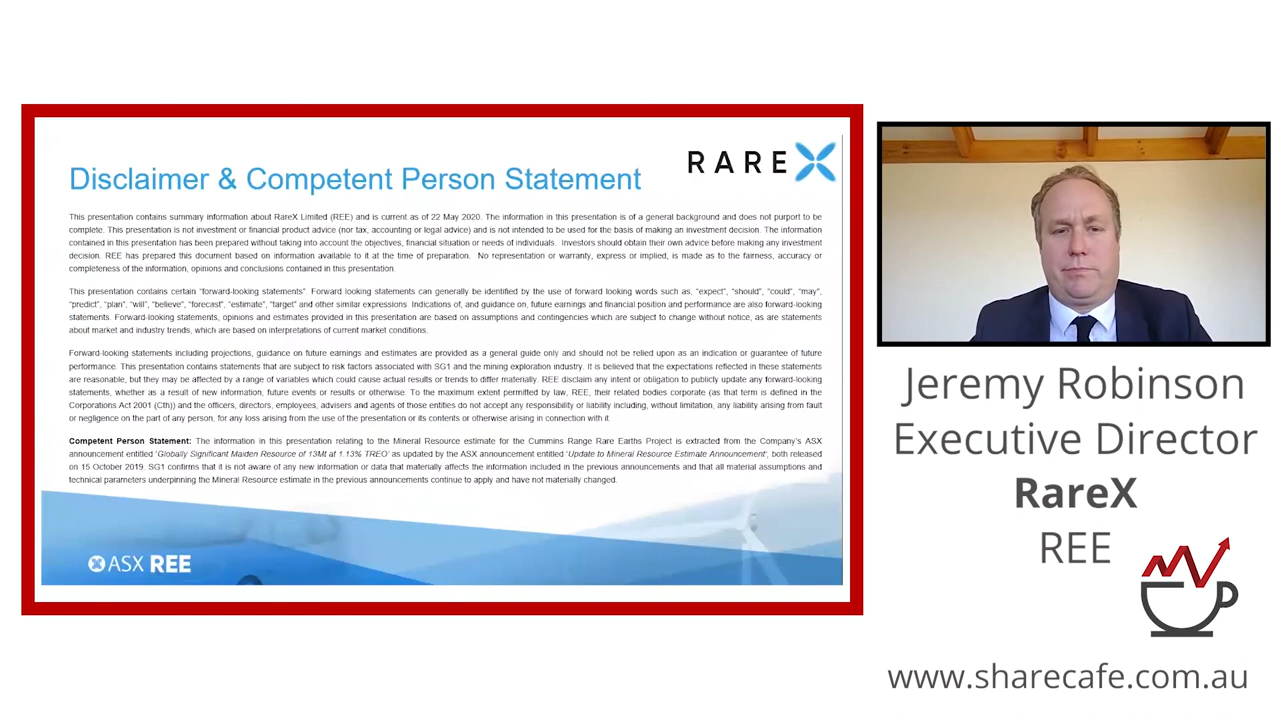 RARE
Disclaimer & Competent Person Statement
This presentation contains summary information about RareX Limited (REE) and is current as of 22 May 2020. The information in this presentation is of a general background and does not purport to be
complete. This presentation is not investment or financial product advice (nor tax, accounting or legal advice) and is not intended to be used for the basis of making an investment decision. The information
contained in this presentation has been prepared without taking into account the objectives, financial situation or needs of individuals. Investors should obtain their own advice before making any investment
decision. REE has prepared this document based on information available to it at the time of preparation. No representation or warranty, express or implied, is made as to the fairness, accuracy or
completeness of the information, opinions and conclusions contained in this presentation.
This presentation contains certain "forward-looking statements". Forward looking statements can generally be identified by the use of forward looking words such as, "expect", "should", "could", "may",
"predict", "plan", "will", "believe", "forecast", "estimate", "target" and other similar expressions. Indications of, and guidance on, future earnings and financial position and performance are also forward-looking
statements. Forward-looking statements, opinions and estimates provided in this presentation are based on assumptions and contingencies which are subject to change without notice, as are statements
about market and industry trends, which are based on interpretations of current market conditions.
Forward-looking statements including projections, guidance on future earnings and estimates are provided as a general guide only and should not be relied upon as an indication or guarantee of future
performance. This presentation contains statements that are subject to risk factors associated with SG1 and the mining exploration industry. It is believed that the expectations reflected in these statements
are reasonable, but they may be affected by a range of variables which could cause actual results or trends to differ materially. REE disclaim any intent or obligation to publicly update any forward-looking
statements, whether as a result of new information, future events or results or otherwise. To the maximum extent permitted by law, REE, their related bodies corporate (as that term is defined in the
Corporations Act 2001 (Cth)) and the officers, directors, employees, advisers and agents of those entities do not accept any responsibility or liability including, without limitation, any liability arising from fault
or negligence on the part of any person, for any loss arising from the use of the presentation or its contents or otherwise arising in connection with it.
Competent Person Statement: The information in this presentation relating to the Mineral Resource estimate for the Cummins Range Rare Earths Project is extracted from the Company's ASX
announcement entitled 'Globally Significant Maiden Resource of 13Mt at 1.13% TREO' as updated by the ASX announcement entitled 'Update to Mineral Resource Estimate Announcement', both released
on 15 October 2019. SG1 confirms that it is not aware of any new information or data that materially affects the information included in the previous announcements and that all material assumptions and
technical parameters underpinning the Mineral Resource estimate in the previous announcements continue to apply and have not materially changed.
ASX REE
Jeremy Robinson
Executive Director
RareX
REE
www.sharecafe.com.au